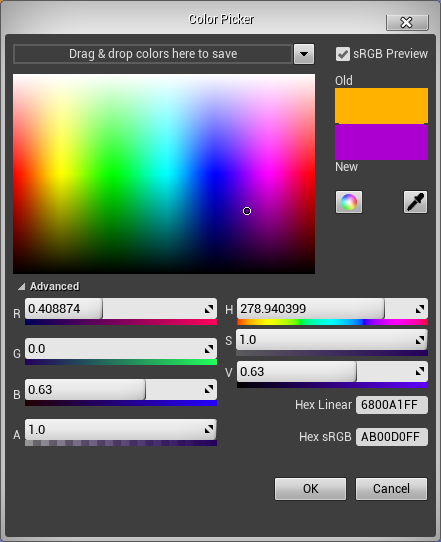 Color Picker
Drag & drop colors here to save
sRGB Preview
Old
New
Advanced
R 0.408874
H 278.940399
G 0.0
S 1.0
B 0.63
V 0.63
Hex Linear 6800A1FF
A 1.0
Hex sRGB AB00D0FF
OK
Cancel